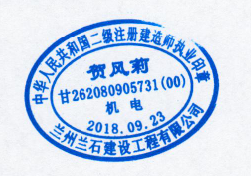 中华人民共和国二级注册建造师执业印章
贾风莉
甘262080905731(00)
机电
2018.09.23
兰州兰石建设工程有限公司